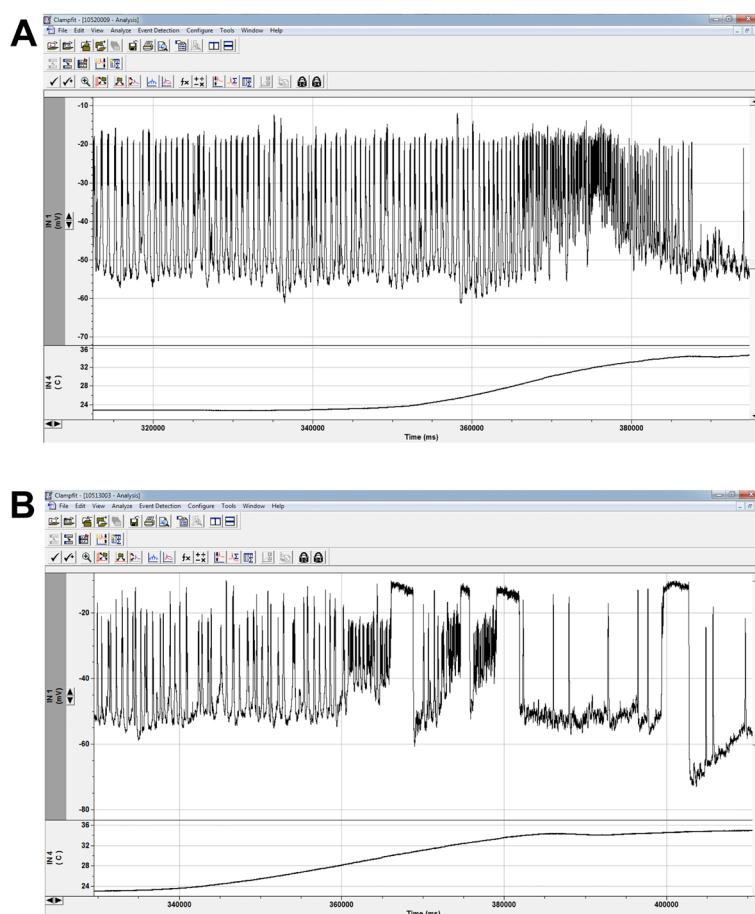 A
Clampfit - [10520009 - Analysis]
File Edit View Analyze Event Detection Configure Tools Window Help
-10
-20
-30
-40
-50
-60
-70
IN 1
(mV)
36
32
28
24
IN 4
( C )
320000 340000 360000 380000
Time (ms)
B
Clampfit - [10513003 - Analysis]
File Edit View Analyze Event Detection Configure Tools Window Help
-20
-40
-60
-80
IN 1
(mV)
36
32
28
24
IN 4
( C )
340000 360000 380000 400000
Time (ms)